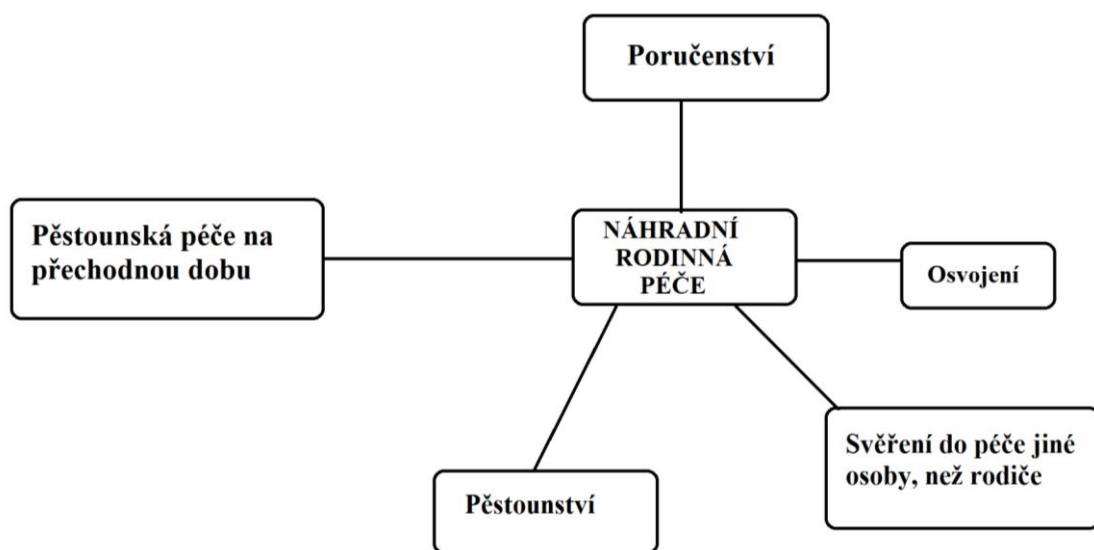 Poručenství
Pěstounská péče na
přechodnou dobu
NÁHRADNÍ
RODINNÁ
PÉČE
Osvojení
Svěření do péče jiné
osoby, než rodiče
Pěstounství